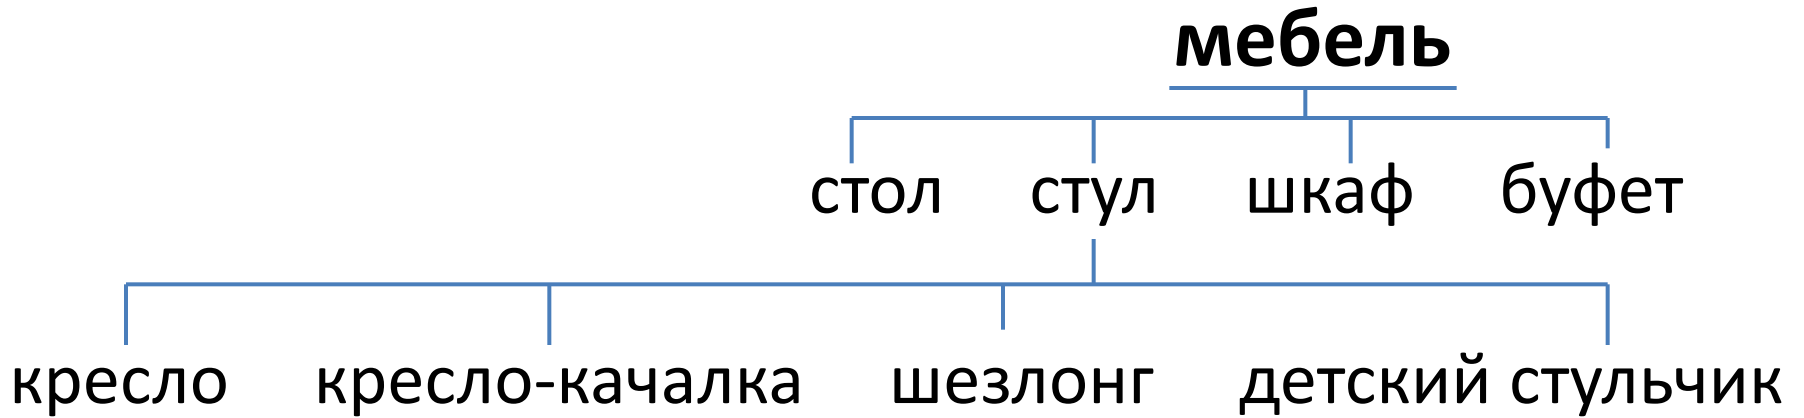 мебель
стол стул шкаф буфет
кресло кресло-качалка шезлонг детский стульчик